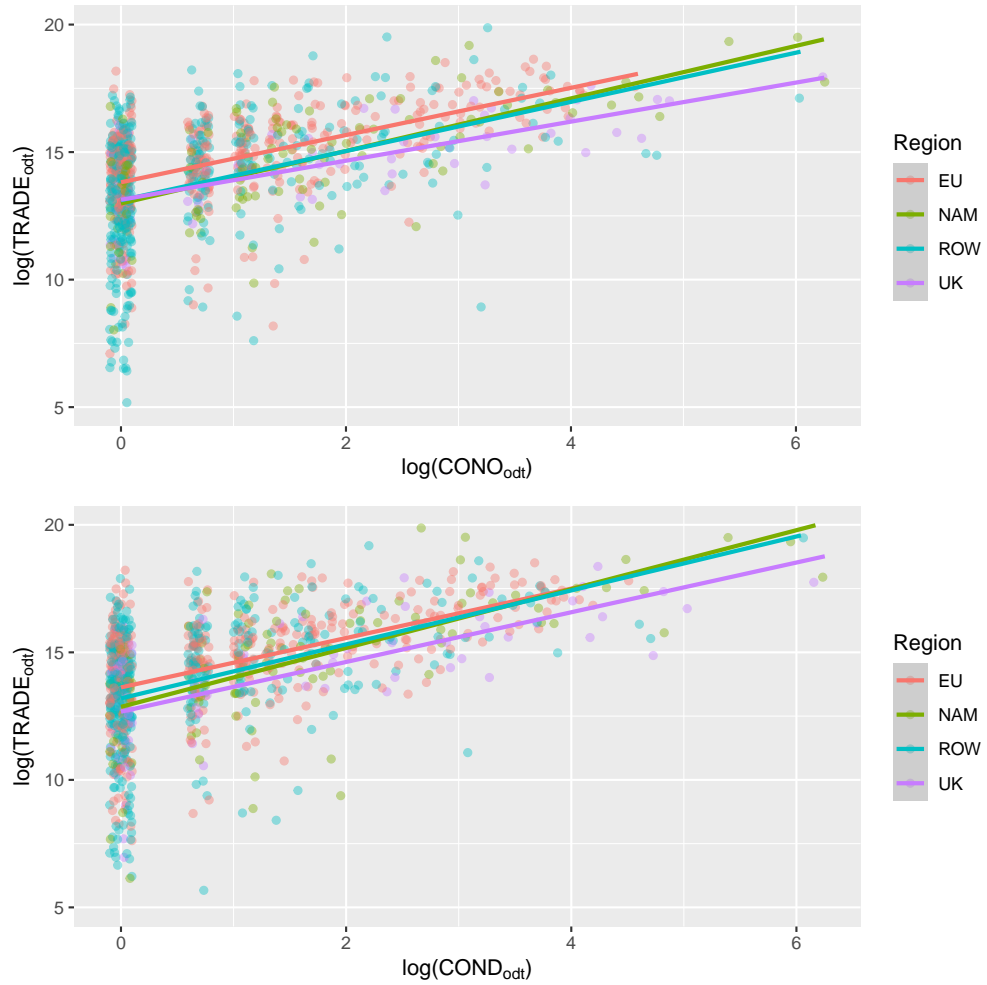 20
15
10
5
log(TRADEodt)
0
2
4
6
log(CONOodt)
Region
EU
NAM
ROW
UK
20
15
10
5
log(TRADEodt)
0
2
4
6
log(CONDodt)
Region
EU
NAM
ROW
UK